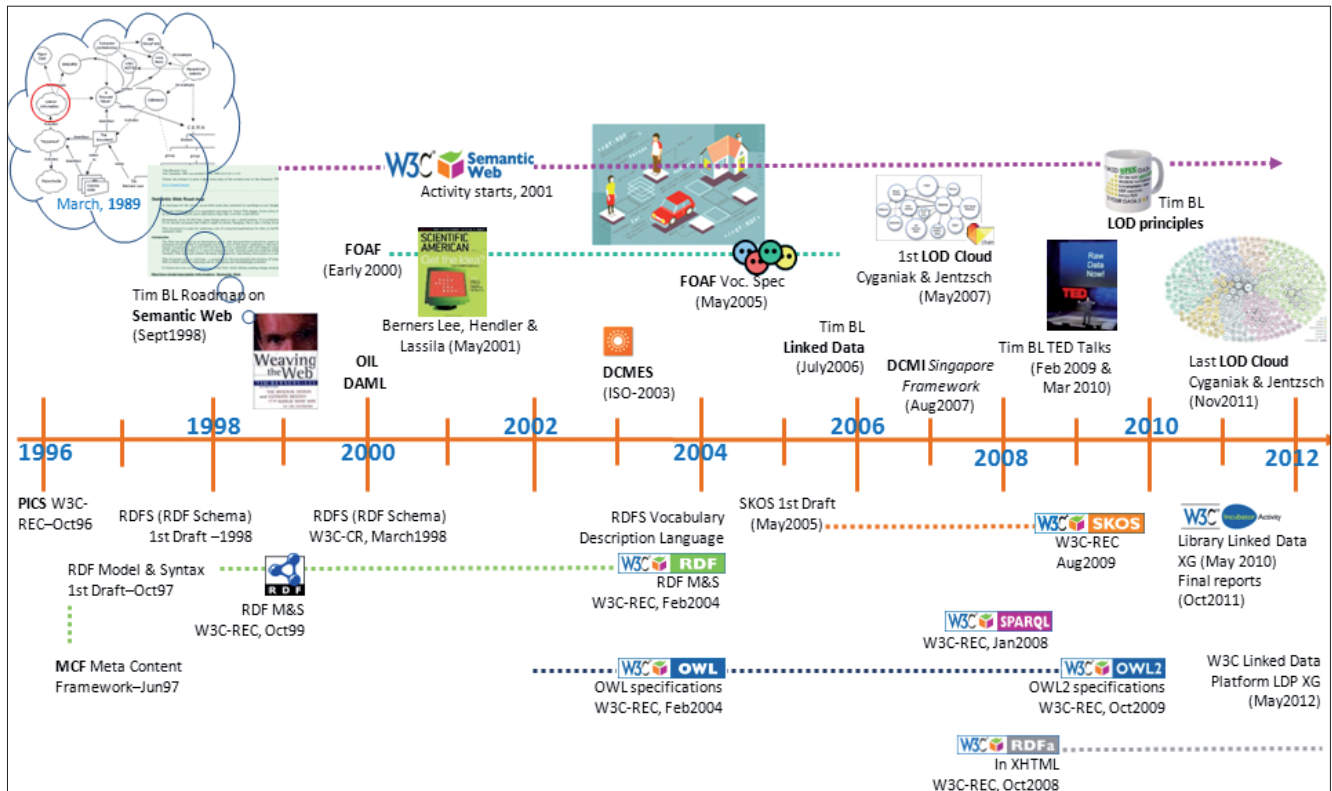 March, 1989
Tim BL Roadmap on
Semantic Web
(Sept1998)
Weaving
the Web
OIL
DAML
FOAF
(Early 2000)
W3C Semantic
Web
Activity starts, 2001
SCIENTIFIC
AMERICAN
Get the Idea?
Berners Lee, Hendler &
Lassila (May2001)
DCMES
(ISO-2003)
FOAF Voc. Spec
(May2005)
Tim BL
Linked Data
(July2006)
1st LOD Cloud
Cyganiak & Jentzsch
(May2007)
DCMI Singapore
Framework
(Aug2007)
Raw
Data
Now!
TED
Tim BL TED Talks
(Feb 2009 &
Mar 2010)
Tim BL
LOD principles
Last LOD Cloud
Cyganiak & Jentzsch
(Nov2011)
1996
1998
2000
2002
2004
2006
2008
2010
2012
PICS W3C-
REC–Oct96
RDFS (RDF Schema)
1st Draft –1998
RDF Model & Syntax
1st Draft–Oct97
MCF Meta Content
Framework–Jun97
RDF
RDF M&S
W3C-REC, Oct99
RDFS (RDF Schema)
W3C-CR, March1998
RDFS Vocabulary
Description Language
W3C RDF
RDF M&S
W3C-REC, Feb2004
W3C OWL
OWL specifications
W3C-REC, Feb2004
SKOS 1st Draft
(May2005)
W3C SKOS
W3C-REC
Aug2009
W3C SPARQL
W3C-REC, Jan2008
W3C OWL2
OWL2 specifications
W3C-REC, Oct2009
W3C RDFa
In XHTML
W3C-REC, Oct2008
W3C Incubator Activity
Library Linked Data
XG (May 2010)
Final reports
(Oct2011)
W3C Linked Data
Platform LDP XG
(May2012)